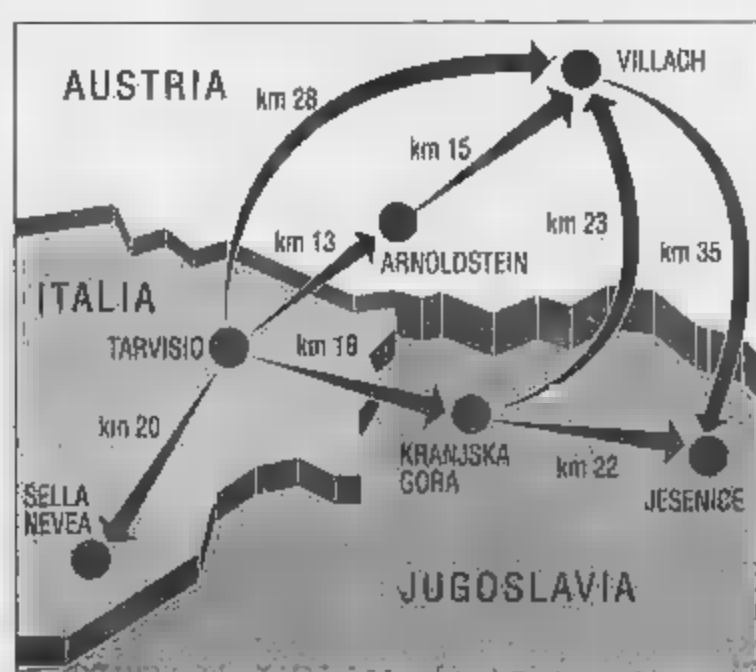 AUSTRIA
VILLACH
km 28
km 15
km 13
km 23
km 35
ARNOLDSTEIN
ITALIA
TARVISIO
km 18
km 20
KRANJSKA
GORA
km 22
SELLA
NEVEA
JESENICE
JUGOSLAVIA